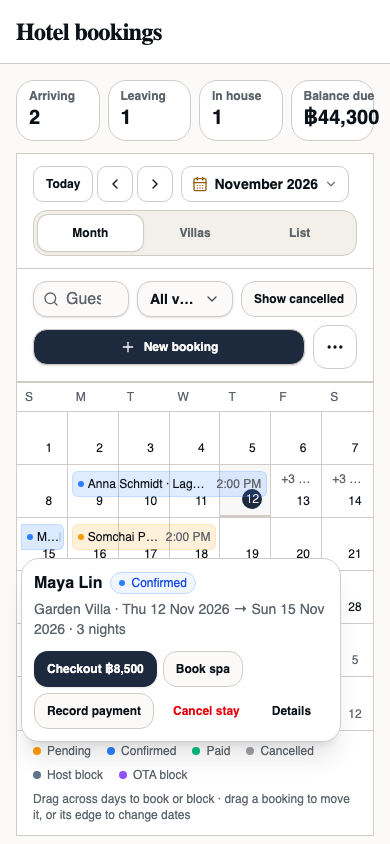 Hotel bookings
Arriving
2
Leaving
1
In house
1
Balance due
฿44,300
Today
November 2026
Month
Villas
List
Gues
All v…
Show cancelled
New booking
S M T W T F S
1 2 3 4 5 6 7
Anna Schmidt · Lag… 2:00 PM +3 … +3 …
8 9 10 11 12 13 14
M… Somchai P… 2:00 PM
15 16 17 18 19 20 21
28
5
12
Maya Lin
Confirmed
Garden Villa · Thu 12 Nov 2026 → Sun 15 Nov
2026 · 3 nights
Checkout ฿8,500
Book spa
Record payment
Cancel stay
Details
Pending
Confirmed
Paid
Cancelled
Host block
OTA block
Drag across days to book or block · drag a booking to move
it, or its edge to change dates